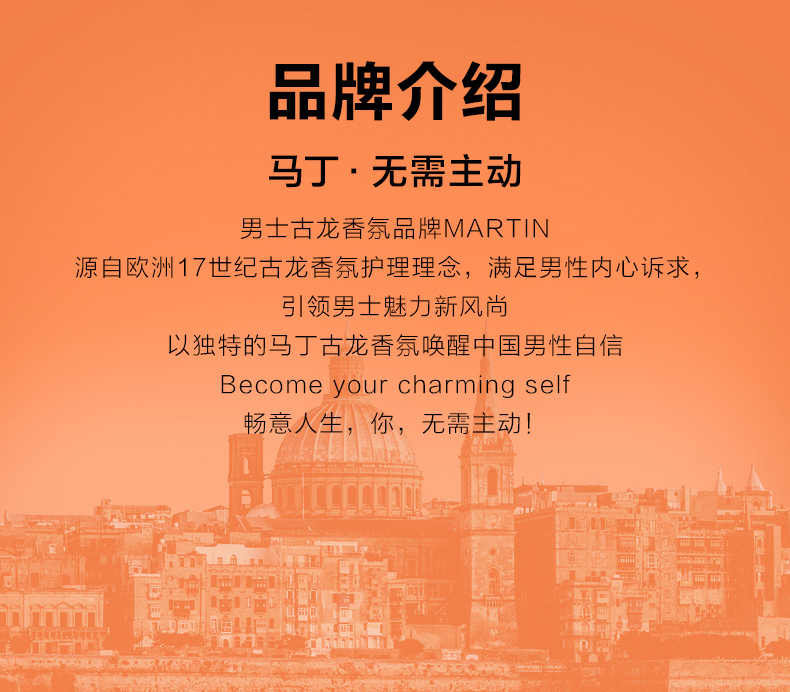 品牌介绍
马丁·无需主动
男士古龙香氛品牌MARTIN
源自欧洲17世纪古龙香氛护理理念，满足男性内心诉求，
引领男士魅力新风尚
以独特的马丁古龙香氛唤醒中国男性自信
Become your charming self
畅意人生，你，无需主动！